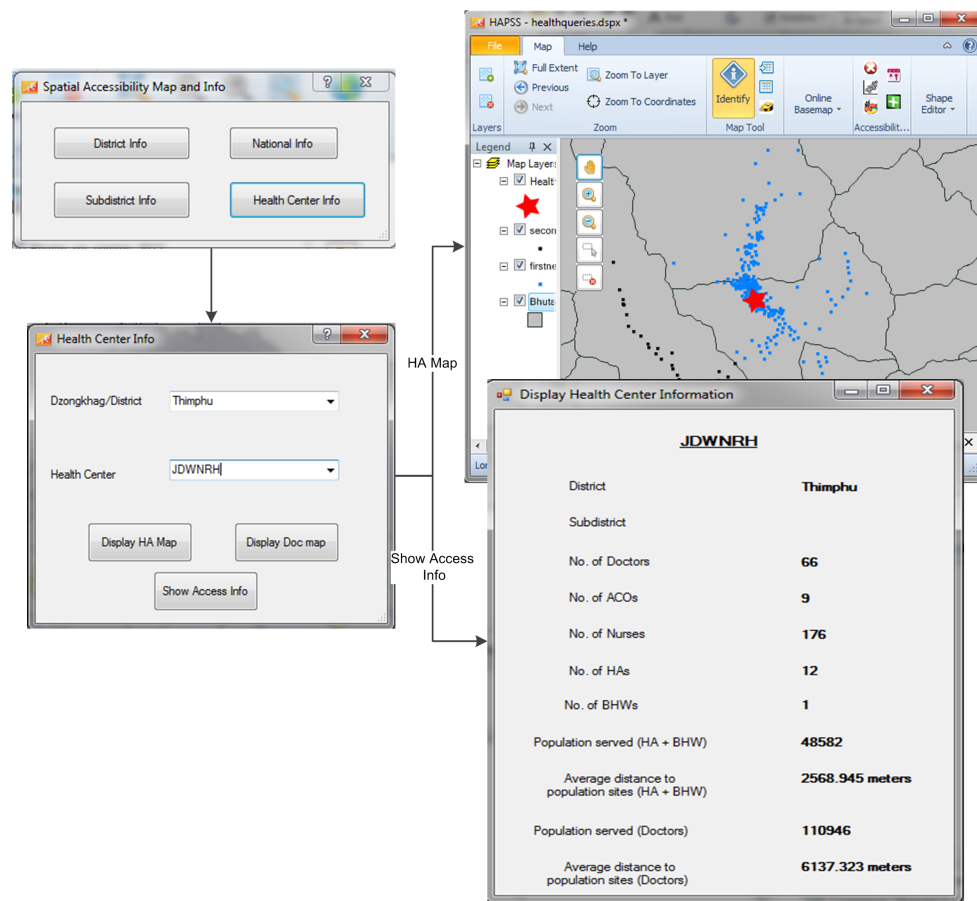 Spatial Accessibility Map and Info
?
District Info
National Info
Subdistrict Info
Health Center Info
HAPSS - healthqueries.dspx *
File
Map
Help
Full Extent
Previous
Next
Zoom To Layer
Zoom To Coordinates
Identify
Online
Basemap
Shape
Editor
Layers
Zoom
Map Tool
Accessibilit...
Legend
Map Layers
Healt
secon
firstne
Bhuta
Health Center Info
?
Dzongkhag/District
Thimphu
Health Center
JDWNRH
Display HA Map
Display Doc map
Show Access Info
HA Map
Show Access
Info
Lon
Display Health Center Information
JDWNRH
District Thimphu
Subdistrict
No. of Doctors 66
No. of ACOs 9
No. of Nurses 176
No. of HAs 12
No. of BHWs 1
Population served (HA + BHW) 48582
Average distance to
population sites (HA + BHW) 2568.945 meters
Population served (Doctors) 110946
Average distance to
population sites (Doctors) 6137.323 meters